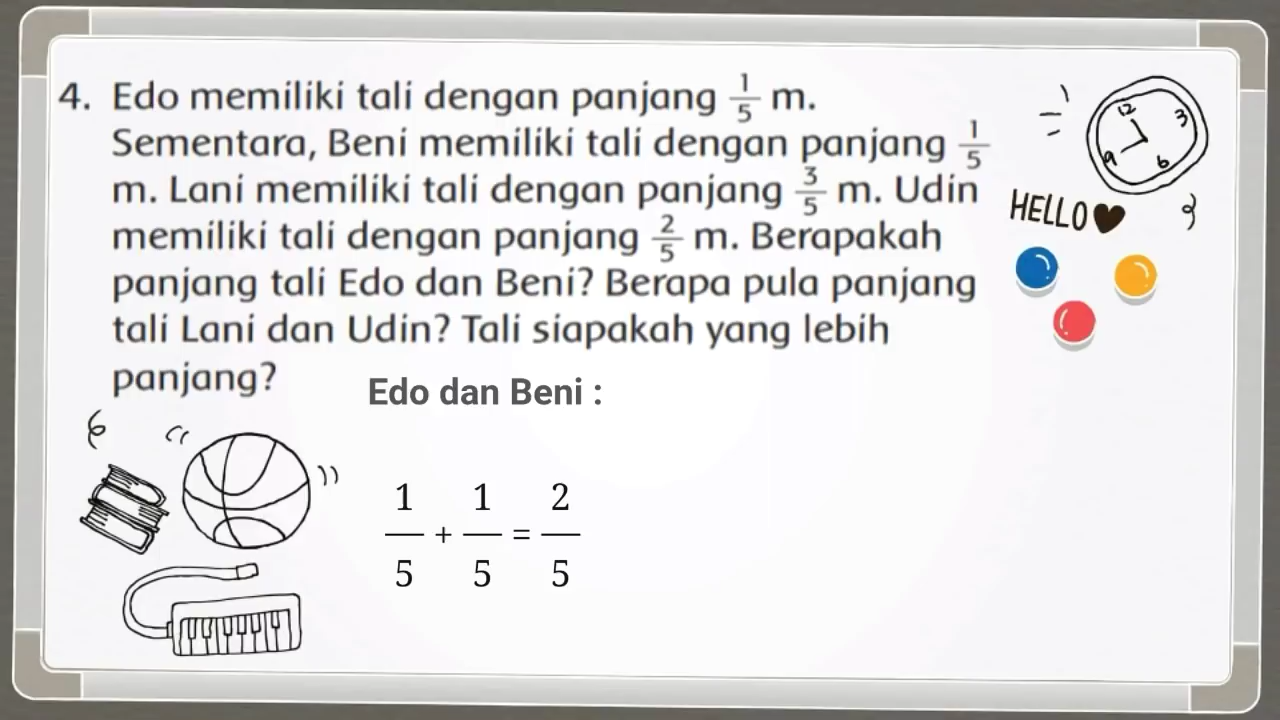 4. Edo memiliki tali dengan panjang 1/5 m.
Sementara, Beni memiliki tali dengan panjang 1/5
m. Lani memiliki tali dengan panjang 3/5 m. Udin
memiliki tali dengan panjang 2/5 m. Berapakah
panjang tali Edo dan Beni? Berapa pula panjang
tali Lani dan Udin? Tali siapakah yang lebih
panjang?
Edo dan Beni :
1/5 + 1/5 = 2/5
12
3
6
9
HELLO